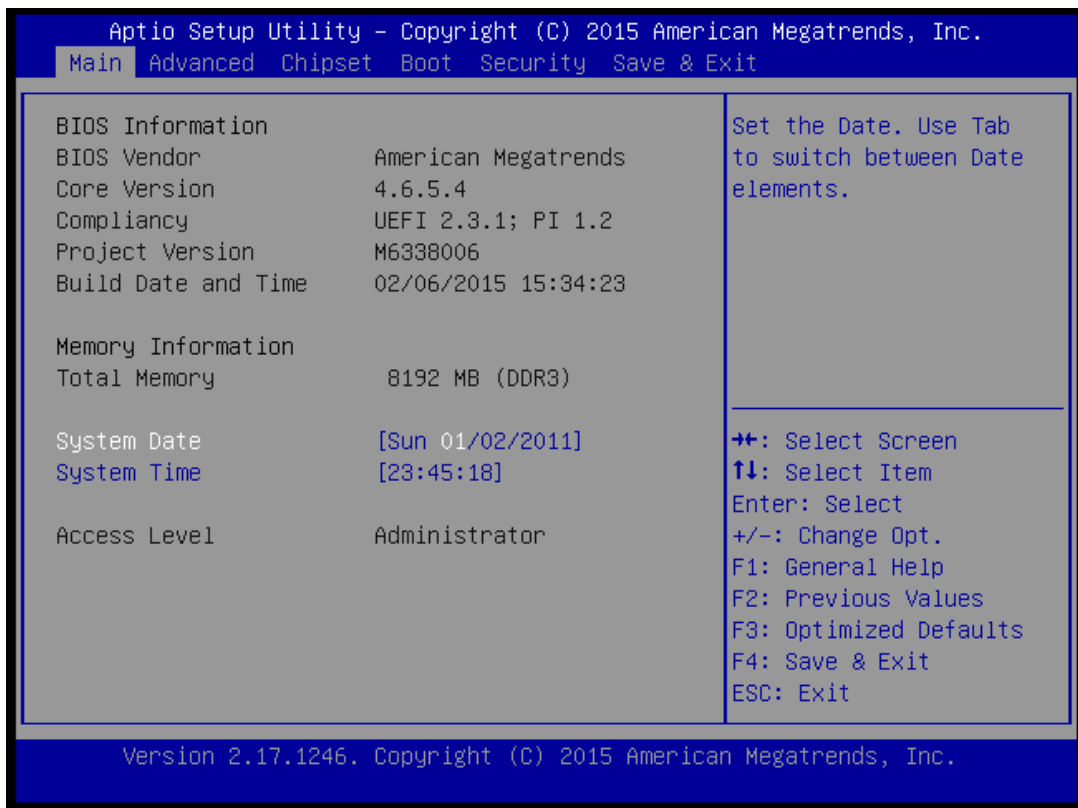 Aptio Setup Utility – Copyright (C) 2015 American Megatrends, Inc.
Main Advanced Chipset Boot Security Save & Exit
BIOS Information
BIOS Vendor American Megatrends
Core Version 4.6.5.4
Compliancy UEFI 2.3.1; PI 1.2
Project Version M6338006
Build Date and Time 02/06/2015 15:34:23
Memory Information
Total Memory 8192 MB (DDR3)
System Date [Sun 01/02/2011]
System Time [23:45:18]
Access Level Administrator
Set the Date. Use Tab
to switch between Date
elements.
→←: Select Screen
↑↓: Select Item
Enter: Select
+/-: Change Opt.
F1: General Help
F2: Previous Values
F3: Optimized Defaults
F4: Save & Exit
ESC: Exit
Version 2.17.1246. Copyright (C) 2015 American Megatrends, Inc.